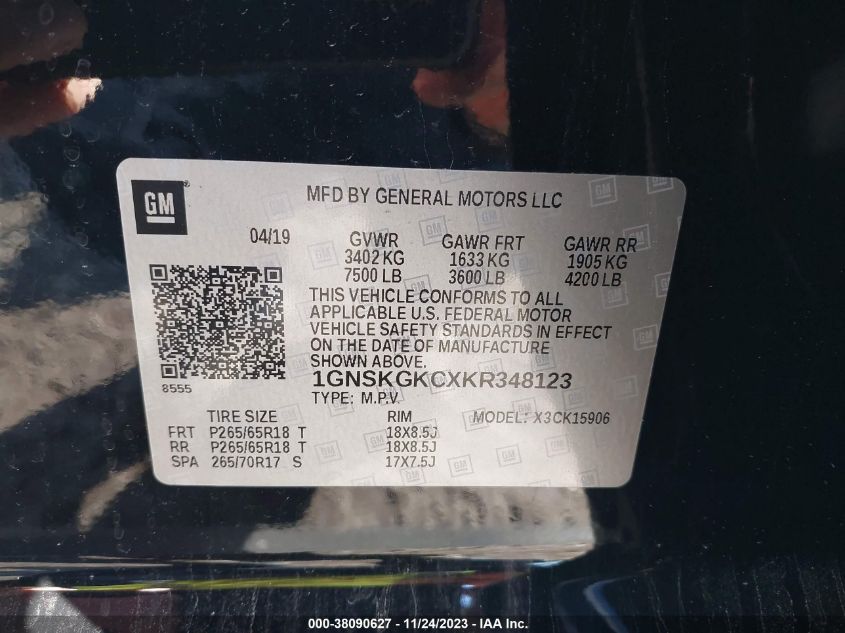 GM ®
MFD BY GENERAL MOTORS LLC
04/19 GVWR GAWR FRT GAWR RR
3402 KG 1633 KG 1905 KG
7500 LB 3600 LB 4200 LB
THIS VEHICLE CONFORMS TO ALL
APPLICABLE U.S. FEDERAL MOTOR
VEHICLE SAFETY STANDARDS IN EFFECT
ON THE DATE OF MANUFACTURE
SHOWN ABOVE.
8555
1GNSKGKCXKR348123
TYPE: M.P.V.
TIRE SIZE RIM MODEL: X3CK15906
FRT P265/65R18 T 18X8.5J
RR P265/65R18 T 18X8.5J
SPA 265/70R17 S 17X7.5J
000-38090627 - 11/24/2023 - IAA Inc.